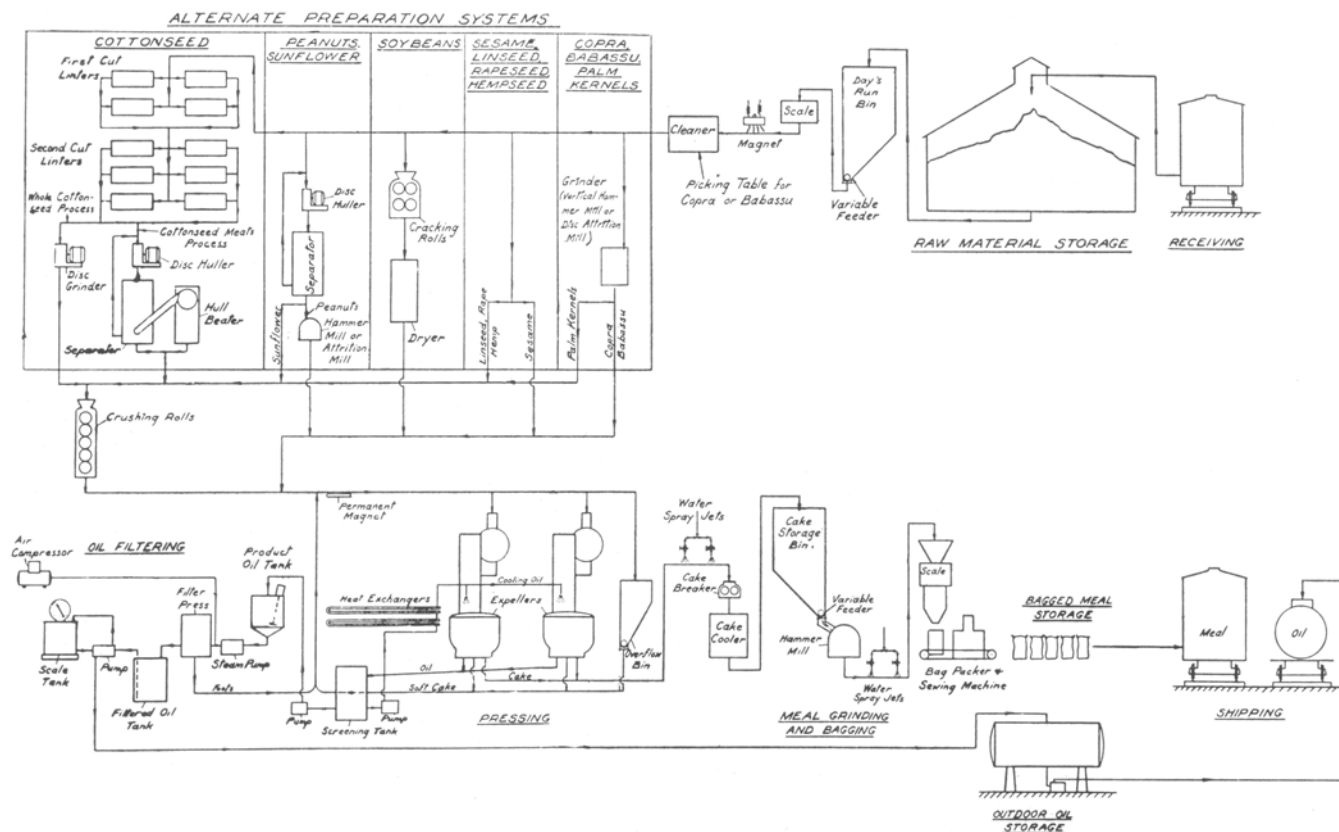 ALTERNATE PREPARATION SYSTEMS
COTTONSEED
First Cut
Linters
Second Cut
Linters
Whole Cotton-
seed Process
Cottonseed Meats
Process
Disc
Grinder
Disc Huller
Hull
Beater
Separator
PEANUTS,
SUNFLOWER
Disc
Huller
Separator
Peanuts
Hammer
Mill or
Attrition
Mill
Sunflower
SOYBEANS
Cracking
Rolls
Dryer
SESAME,
LINSEED,
RAPESEED
HEMPSEED
Linseed, Rape
Hemp
Sesame
COPRA,
BABASSU,
PALM
KERNELS
Grinder
(Vertical Ham-
mer Mill or
Disc Attrition
Mill)
Palm Kernels
Copra
Babassu
Cleaner
Picking Table for
Copra or Babassu
Magnet
Scale
Day's
Run
Bin
Variable
Feeder
RAW MATERIAL STORAGE
RECEIVING
Crushing Rolls
Permanent
Magnet
Air
Compressor
OIL FILTERING
Product
Oil Tank
Filter
Press
Steam Pump
Scale
Tank
Pump
Filtered Oil
Tank
Foots
Heat Exchangers
Cooling Oil
Expellers
Oil
Cake
Soft Cake
Pump
Screening Tank
Pump
PRESSING
Overflow
Bin
Water
Spray Jets
Cake
Breaker
Cake
Cooler
Cake
Storage
Bin.
Variable
Feeder
Hammer
Mill
Water
Spray Jets
MEAL GRINDING
AND BAGGING
Scale
Bag Packer &
Sewing Machine
BAGGED MEAL
STORAGE
Meal
Oil
SHIPPING
OUTDOOR OIL
STORAGE